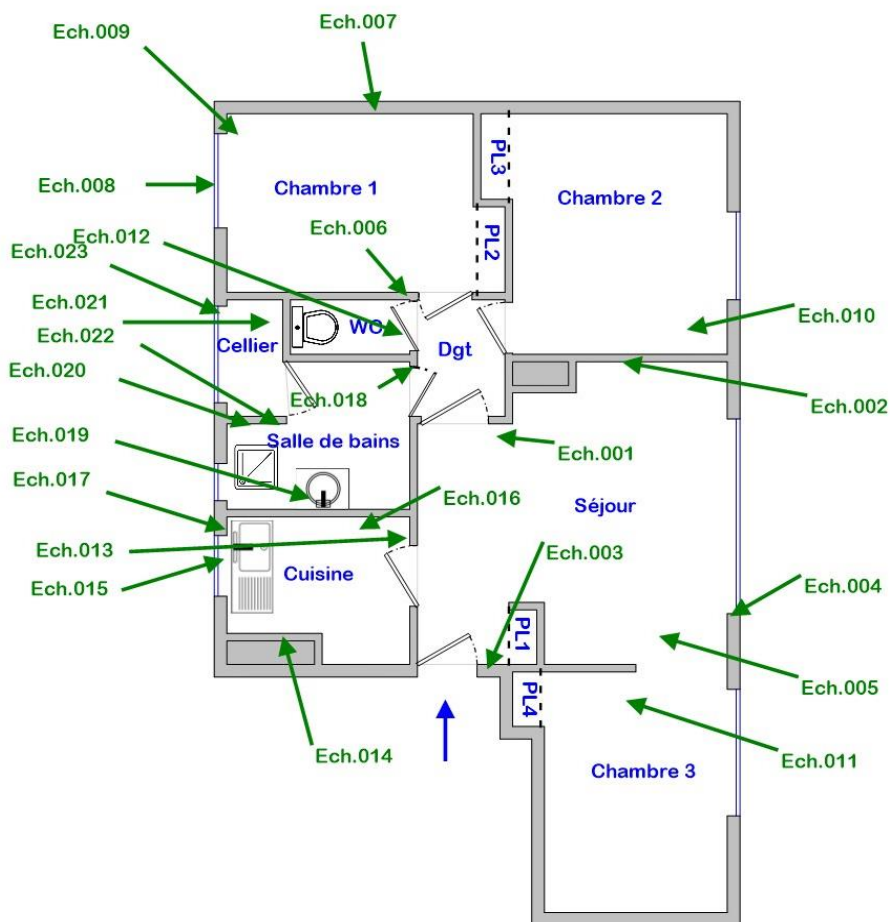 Ech.007
Ech.009
PL3
Ech.008
Chambre 1
Chambre 2
Ech.012
Ech.006
PL2
Ech.023
Ech.021
Ech.010
WC
Cellier
Dgt
Ech.022
Ech.020
Ech.018
Ech.002
Ech.019
Salle de bains
Ech.001
Ech.017
Ech.016
Séjour
Ech.013
Ech.003
Cuisine
Ech.015
Ech.004
PL1
Ech.005
PL4
Ech.014
Chambre 3
Ech.011